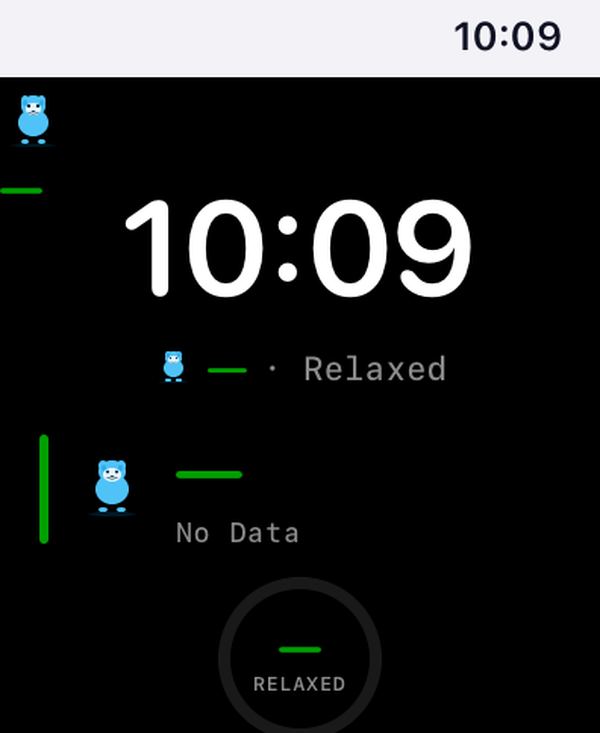 10:09
10:09
— · Relaxed
—
No Data
—
RELAXED